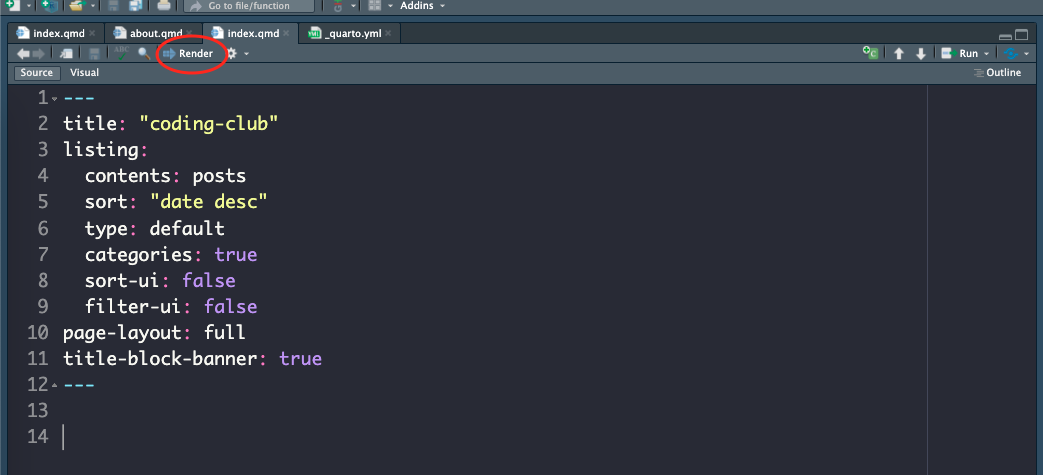 Go to file/function
Addins
index.qmd
about.qmd
index.qmd
_quarto.yml
ABC
Render
Run
Source
Visual
Outline
1 ---
2 title: "coding-club"
3 listing:
4   contents: posts
5   sort: "date desc"
6   type: default
7   categories: true
8   sort-ui: false
9   filter-ui: false
10 page-layout: full
11 title-block-banner: true
12 ---
13
14